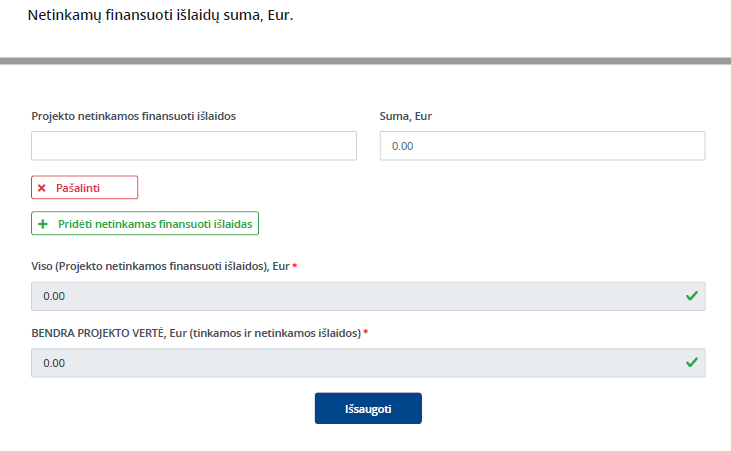 Netinkamų finansuoti išlaidų suma, Eur.
Projekto netinkamos finansuoti išlaidos
Suma, Eur
0.00
Pašalinti
Pridėti netinkamas finansuoti išlaidas
Viso (Projekto netinkamos finansuoti išlaidos), Eur *
0.00
BENDRA PROJEKTO VERTĖ, Eur (tinkamos ir netinkamos išlaidos) *
0.00
Išsaugoti